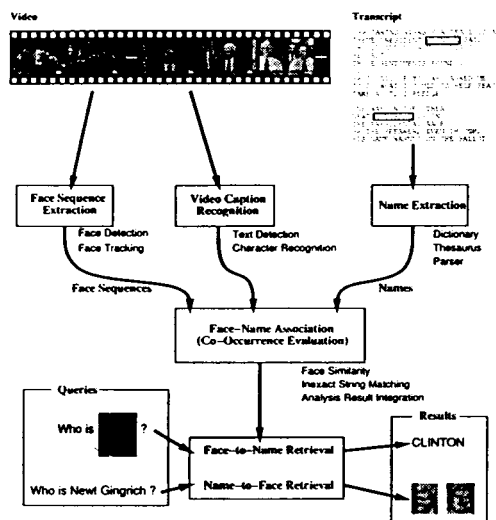 Video
Transcript
Face Sequence
Extraction
Video Caption
Recognition
Name Extraction
Face Detection
Face Tracking
Text Detection
Character Recognition
Dictionary
Thesaurus
Parser
Face Sequences
Names
Face-Name Association
(Co-Occurrence Evaluation)
Face Similarity
Inexact String Matching
Analysis Result Integration
Queries
Results
Who is ?
Face-to-Name Retrieval
CLINTON
Who is Newt Gingrich ?
Name-to-Face Retrieval